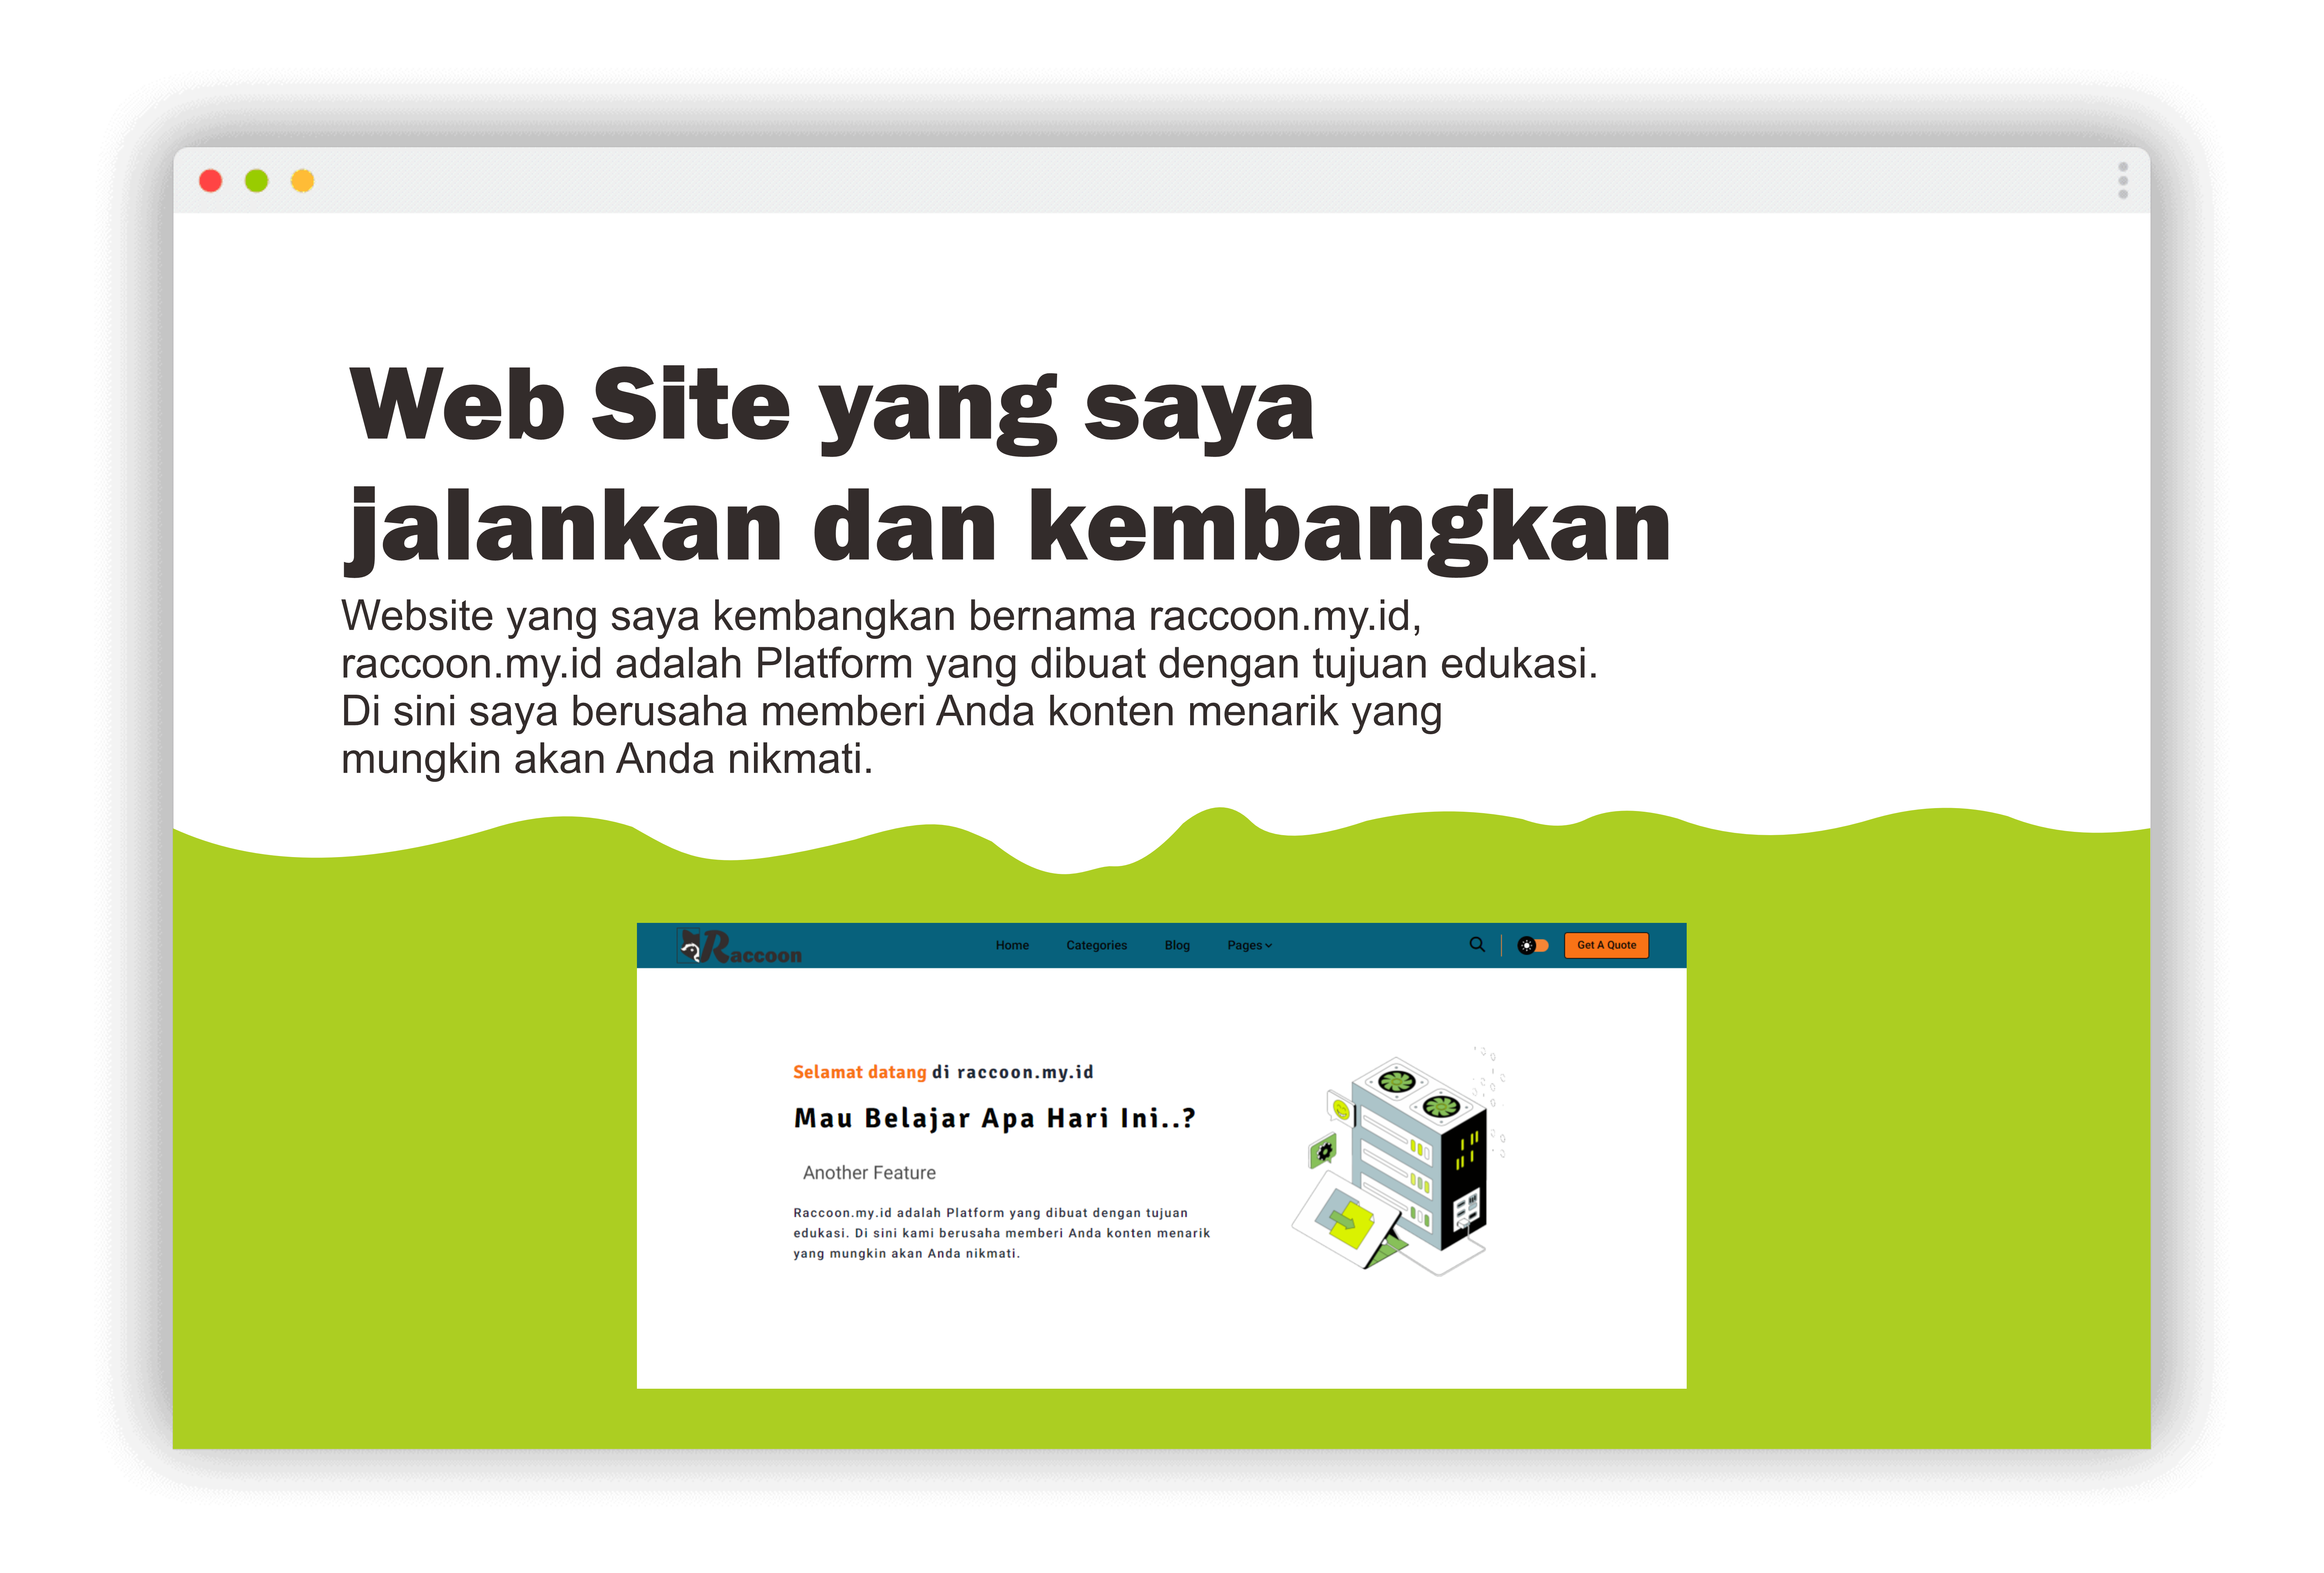 Web Site yang saya
jalankan dan kembangkan
Website yang saya kembangkan bernama raccoon.my.id,
raccoon.my.id adalah Platform yang dibuat dengan tujuan edukasi.
Di sini saya berusaha memberi Anda konten menarik yang
mungkin akan Anda nikmati.
Raccoon Home Categories Blog Pages Get A Quote
Selamat datang di raccoon.my.id
Mau Belajar Apa Hari Ini..?
Another Feature
Raccoon.my.id adalah Platform yang dibuat dengan tujuan
edukasi. Di sini kami berusaha memberi Anda konten menarik
yang mungkin akan Anda nikmati.